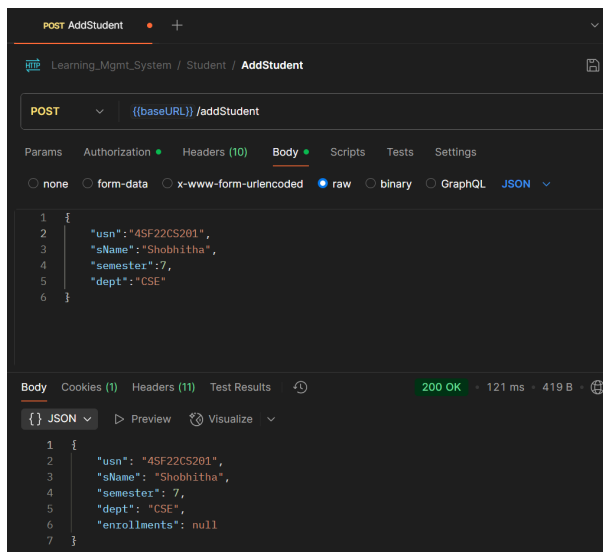 POST AddStudent
HTTP Learning_Mgmt_System / Student / AddStudent
POST {{baseURL}} /addStudent
Params Authorization Headers (10) Body Scripts Tests Settings
none form-data x-www-form-urlencoded raw binary GraphQL JSON
1 {
2 "usn":"4SF22CS201",
3 "sName":"Shobhitha",
4 "semester":7,
5 "dept":"CSE"
6 }
Body Cookies (1) Headers (11) Test Results 200 OK 121 ms 419 B
{} JSON Preview Visualize
1 {
2 "usn": "4SF22CS201",
3 "sName": "Shobhitha",
4 "semester": 7,
5 "dept": "CSE",
6 "enrollments": null
7 }